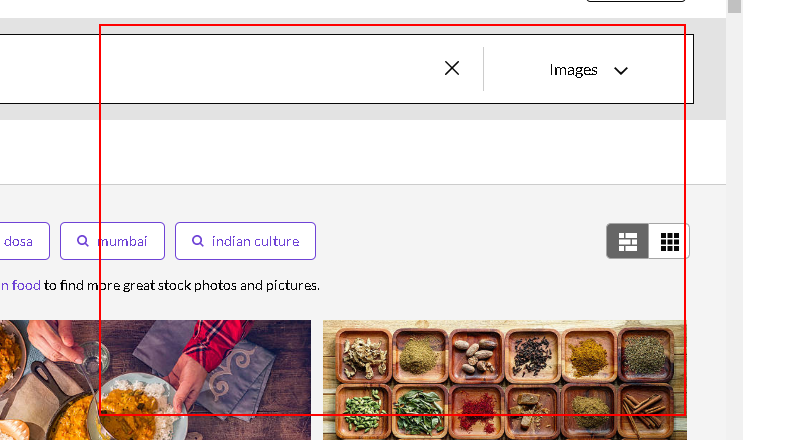 Images
dosa
mumbai
indian culture
n food to find more great stock photos and pictures.